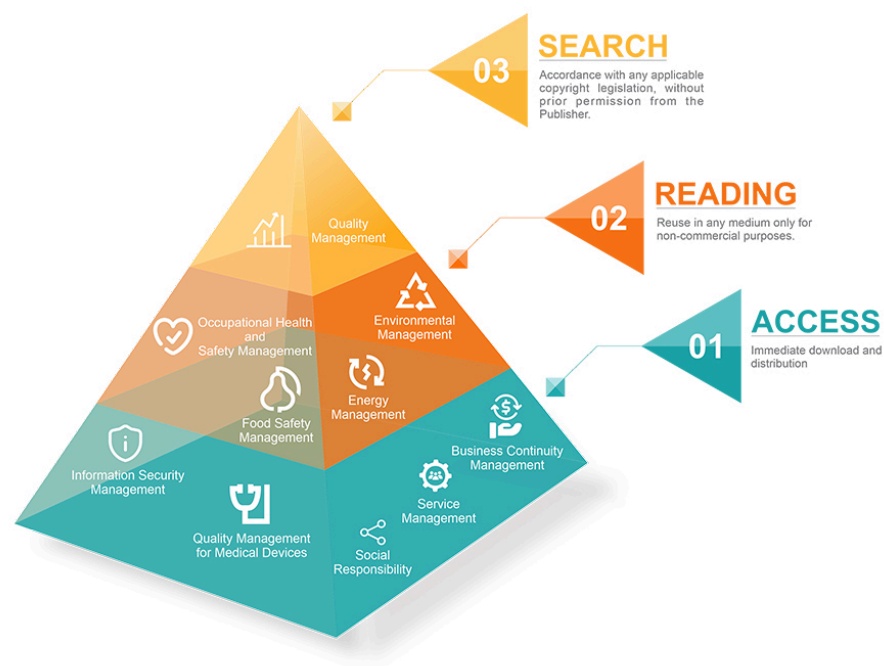 03
SEARCH
Accordance with any applicable
copyright legislation, without
prior permission from the
Publisher.
02
READING
Reuse in any medium only for
non-commercial purposes.
01
ACCESS
Immediate download and
distribution
Quality
Management
Occupational Health
and
Safety Management
Environmental
Management
Food Safety
Management
Energy
Management
Information Security
Management
Quality Management
for Medical Devices
Business Continuity
Management
Service
Management
Social
Responsibility